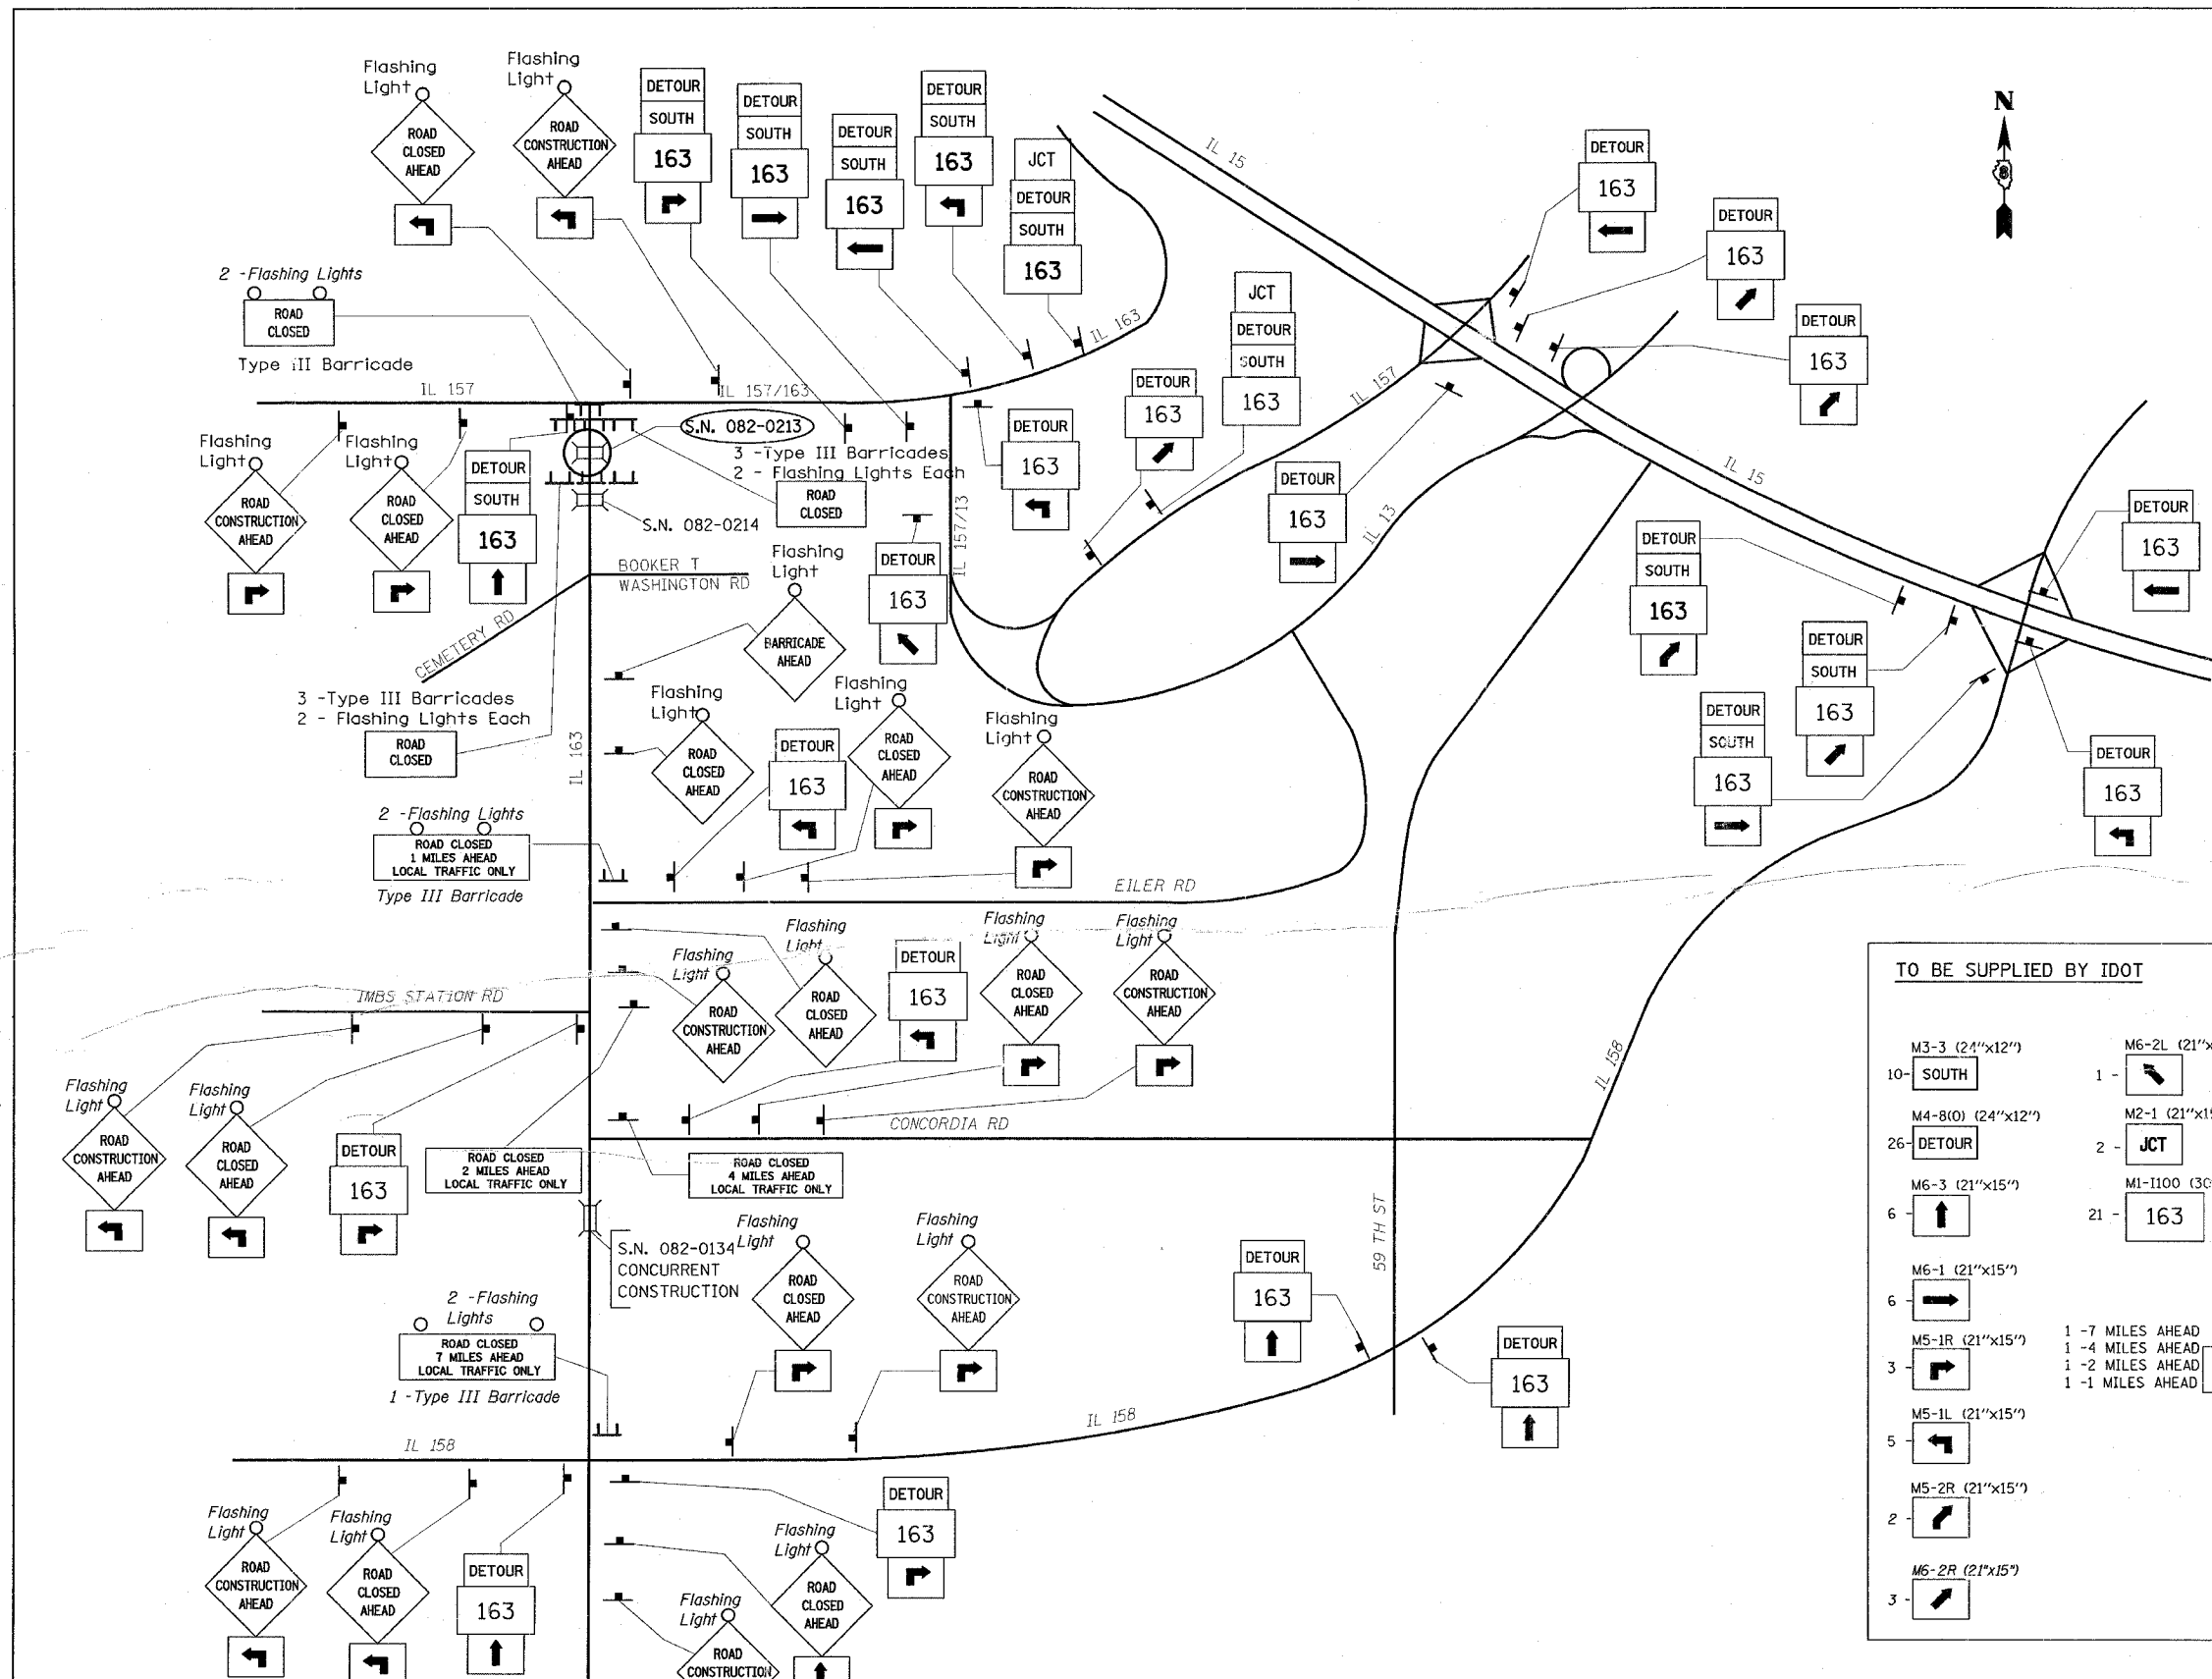 Flashing
Light
ROAD
CLOSED
AHEAD
Flashing
Light
ROAD
CONSTRUCTION
AHEAD
DETOUR
SOUTH
163
DETOUR
SOUTH
163
DETOUR
SOUTH
163
DETOUR
SOUTH
163
JCT
DETOUR
SOUTH
163
IL 15
N
8
DETOUR
163
DETOUR
163
DETOUR
163
2 -Flashing Lights
ROAD
CLOSED
Type III Barricade
IL 157
IL 157/163
IL 163
JCT
DETOUR
SOUTH
163
DETOUR
163
IL 157
Flashing
Light
ROAD
CONSTRUCTION
AHEAD
Flashing
Light
ROAD
CLOSED
AHEAD
DETOUR
SOUTH
163
S.N. 082-0213
3 -Type III Barricades
2 - Flashing Lights Each
ROAD
CLOSED
S.N. 082-0214
DETOUR
163
IL 157/13
DETOUR
163
IL 13
IL 15
DETOUR
163
BOOKER T
WASHINGTON RD
CEMETERY RD
Flashing
Light
BARRICADE
AHEAD
DETOUR
163
DETOUR
SOUTH
163
DETOUR
SOUTH
163
DETOUR
SOUTH
163
DETOUR
163
3 -Type III Barricades
2 - Flashing Lights Each
ROAD
CLOSED
IL 163
Flashing
Light
ROAD
CLOSED
AHEAD
DETOUR
163
Flashing
Light
ROAD
CLOSED
AHEAD
Flashing
Light
ROAD
CONSTRUCTION
AHEAD
2 -Flashing Lights
ROAD CLOSED
1 MILES AHEAD
LOCAL TRAFFIC ONLY
Type III Barricade
EILER RD
IMBS STATION RD
Flashing
Light
ROAD
CONSTRUCTION
AHEAD
Flashing
Light
ROAD
CLOSED
AHEAD
DETOUR
163
Flashing
Light
ROAD
CLOSED
AHEAD
Flashing
Light
ROAD
CONSTRUCTION
AHEAD
Flashing
Light
ROAD
CONSTRUCTION
AHEAD
Flashing
Light
ROAD
CLOSED
AHEAD
DETOUR
163
ROAD CLOSED
2 MILES AHEAD
LOCAL TRAFFIC ONLY
ROAD CLOSED
4 MILES AHEAD
LOCAL TRAFFIC ONLY
CONCORDIA RD
IL 158
59 TH ST
S.N. 082-0134
CONCURRENT
CONSTRUCTION
Flashing
Light
ROAD
CLOSED
AHEAD
Flashing
Light
ROAD
CONSTRUCTION
AHEAD
DETOUR
163
DETOUR
163
2 -Flashing
Lights
ROAD CLOSED
7 MILES AHEAD
LOCAL TRAFFIC ONLY
1 -Type III Barricade
IL 158
IL 158
Flashing
Light
ROAD
CONSTRUCTION
AHEAD
Flashing
Light
ROAD
CLOSED
AHEAD
DETOUR
163
DETOUR
163
Flashing
Light
ROAD
CLOSED
AHEAD
Flashing
Light
ROAD
CONSTRUCTION
TO BE SUPPLIED BY IDOT
M3-3 (24"x12")
10- SOUTH
M4-8(O) (24"x12")
26- DETOUR
M6-3 (21"x15")
6 -
M6-1 (21"x15")
6 -
M5-1R (21"x15")
3 -
M5-1L (21"x15")
5 -
M5-2R (21"x15")
2 -
M6-2R (21"x15")
3 -
M6-2L (21"x
1 -
M2-1 (21"x15
2 - JCT
M1-I100 (30
21 - 163
1 -7 MILES AHEAD
1 -4 MILES AHEAD
1 -2 MILES AHEAD
1 -1 MILES AHEAD